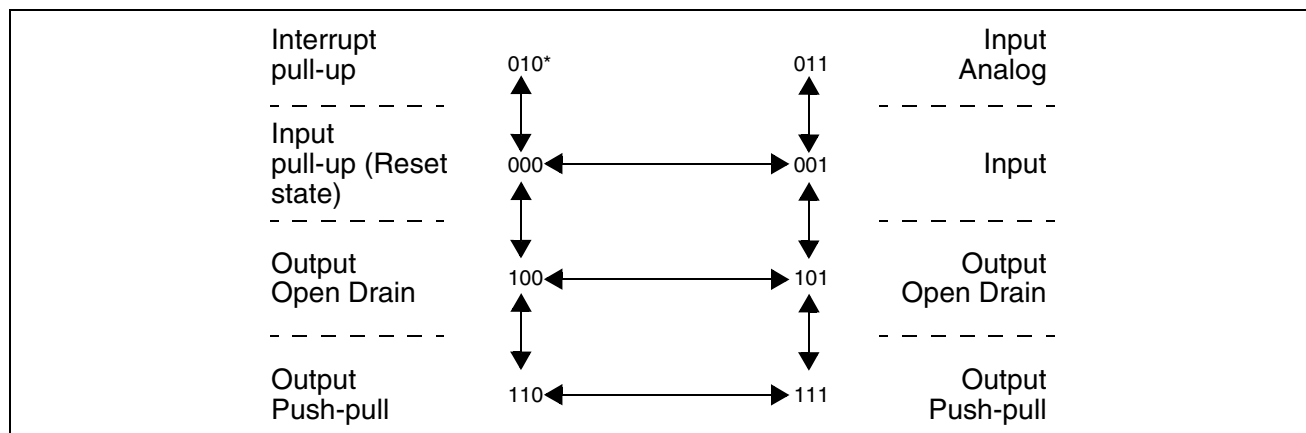 Interrupt
pull-up
010*
011
Input
Analog
Input
pull-up (Reset
state)
000
001
Input
Output
Open Drain
100
101
Output
Open Drain
Output
Push-pull
110
111
Output
Push-pull